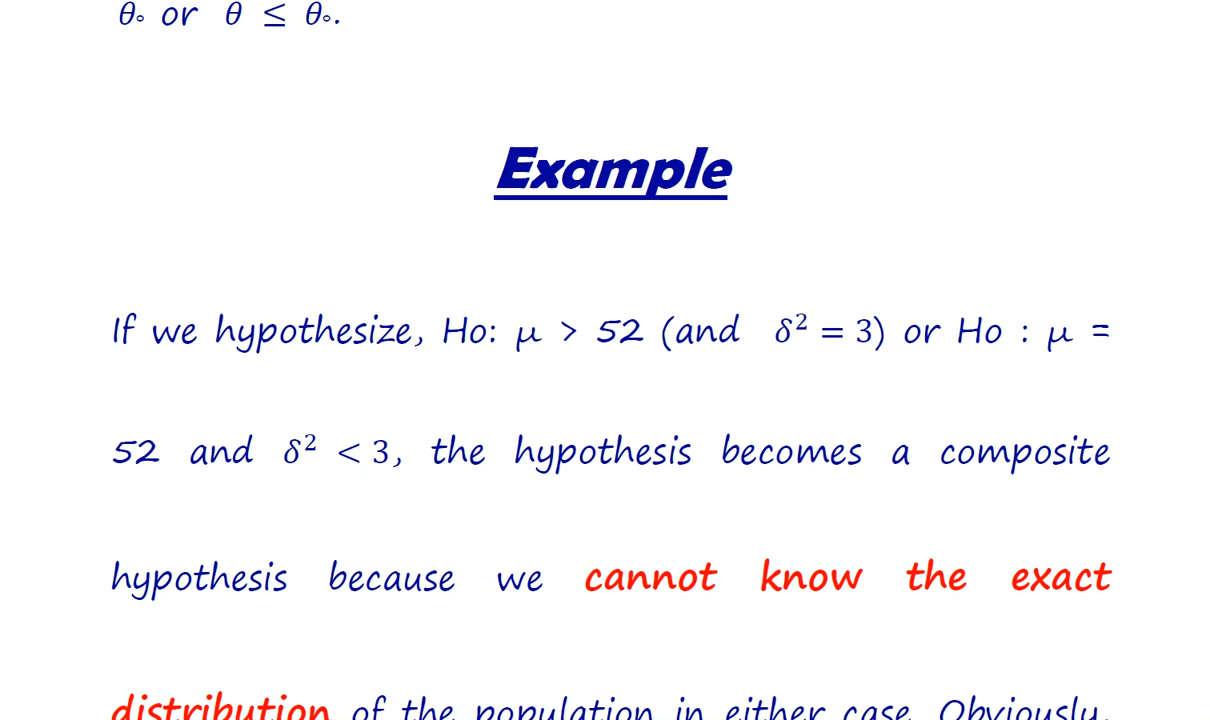 θ∘ or θ ≤ θ∘.
Example
If we hypothesize, Ho: μ > 52 (and δ² = 3) or Ho : μ =
52 and δ² < 3, the hypothesis becomes a composite
hypothesis because we cannot know the exact
distribution of the population in either case. Obviously,